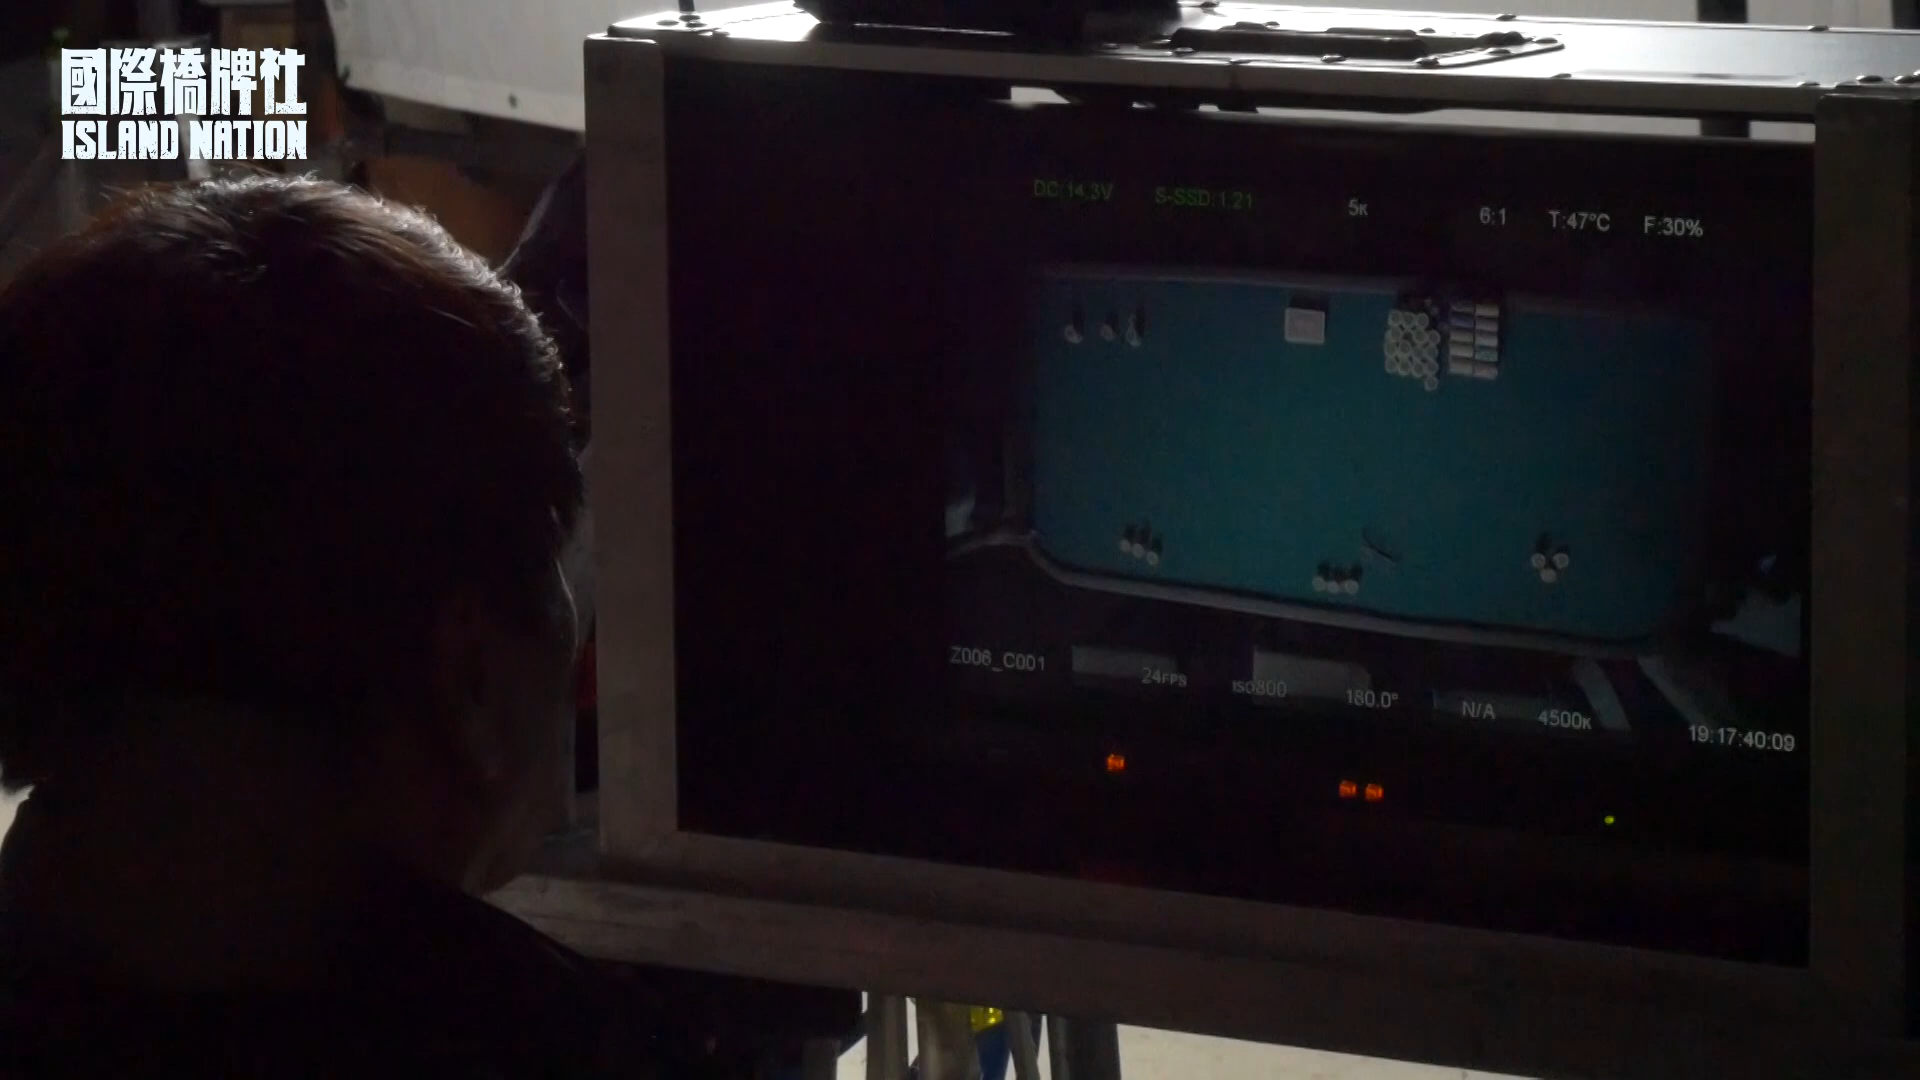 國際橋牌社
ISLAND NATION
DC:14.3V S-SSD:1:21 5K 6:1 T:47°C F:30%
Z006_C001 24FPS ISO800 180.0° N/A 4500K 19:17:40:09